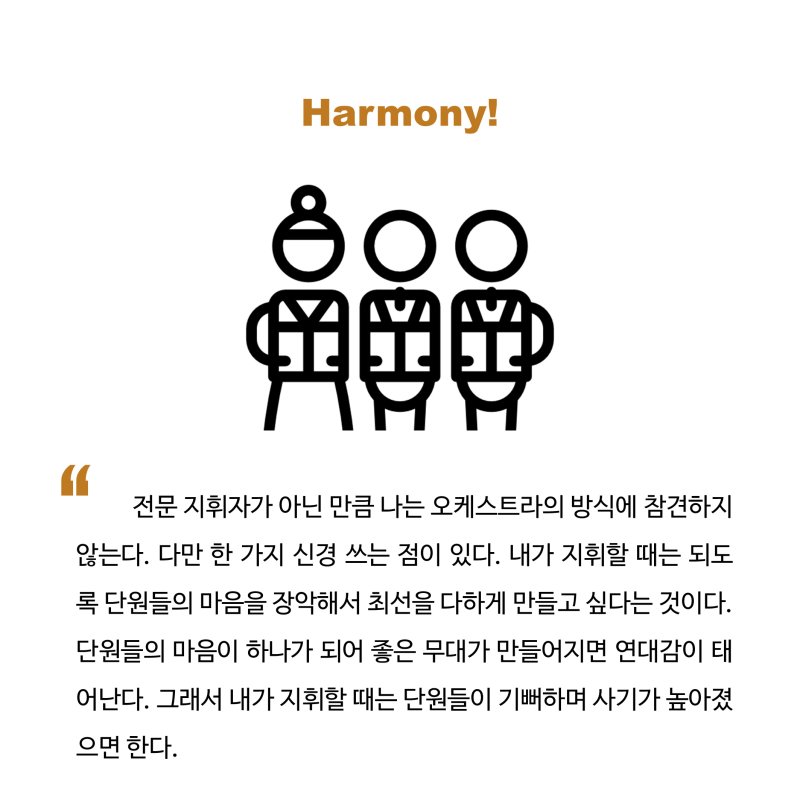 Harmony!
“
전문 지휘자가 아닌 만큼 나는 오케스트라의 방식에 참견하지
않는다. 다만 한 가지 신경 쓰는 점이 있다. 내가 지휘할 때는 되도
록 단원들의 마음을 장악해서 최선을 다하게 만들고 싶다는 것이다.
단원들의 마음이 하나가 되어 좋은 무대가 만들어지면 연대감이 태
어난다. 그래서 내가 지휘할 때는 단원들이 기뻐하며 사기가 높아졌
으면 한다.